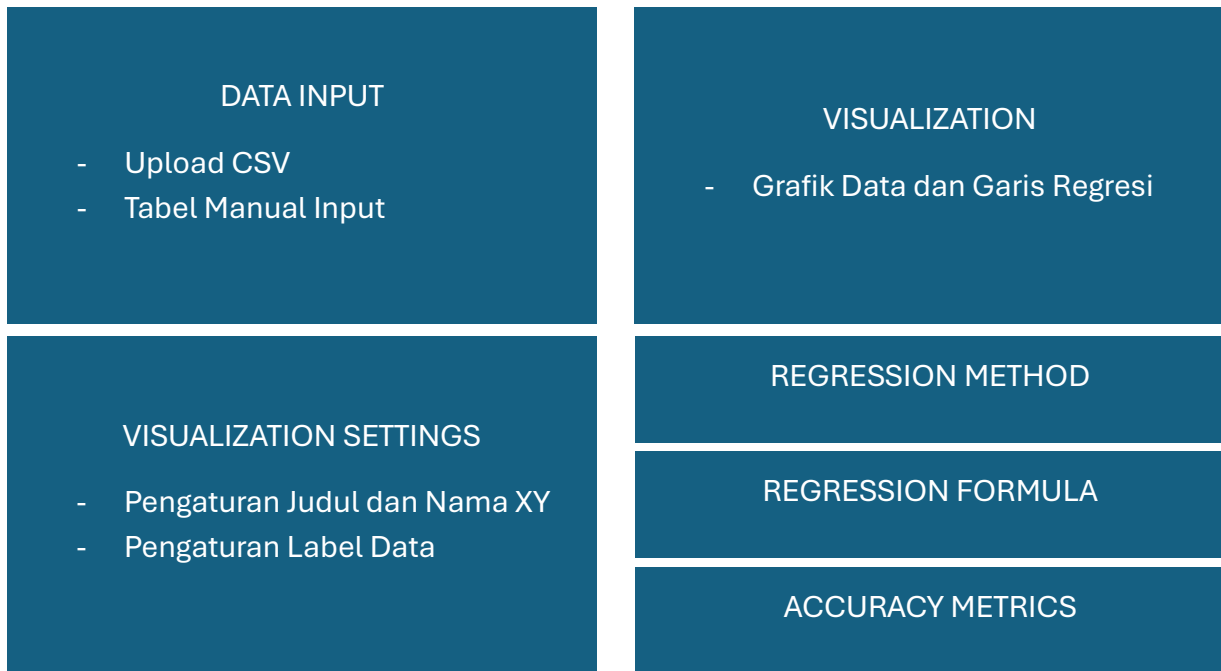 DATA INPUT
- Upload CSV
- Tabel Manual Input
VISUALIZATION
- Grafik Data dan Garis Regresi
VISUALIZATION SETTINGS
- Pengaturan Judul dan Nama XY
- Pengaturan Label Data
REGRESSION METHOD
REGRESSION FORMULA
ACCURACY METRICS